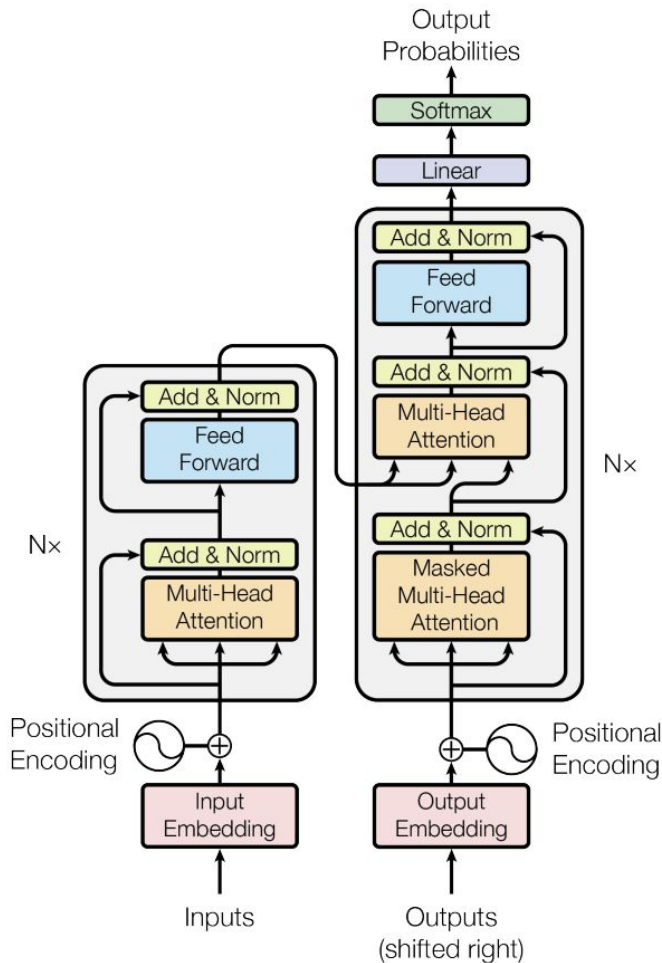 Output
Probabilities
Softmax
Linear
Add & Norm
Feed
Forward
Add & Norm
Multi-Head
Attention
Nx
Add & Norm
Masked
Multi-Head
Attention
Add & Norm
Feed
Forward
Nx
Add & Norm
Multi-Head
Attention
Positional
Encoding
Positional
Encoding
Input
Embedding
Output
Embedding
Inputs
Outputs
(shifted right)